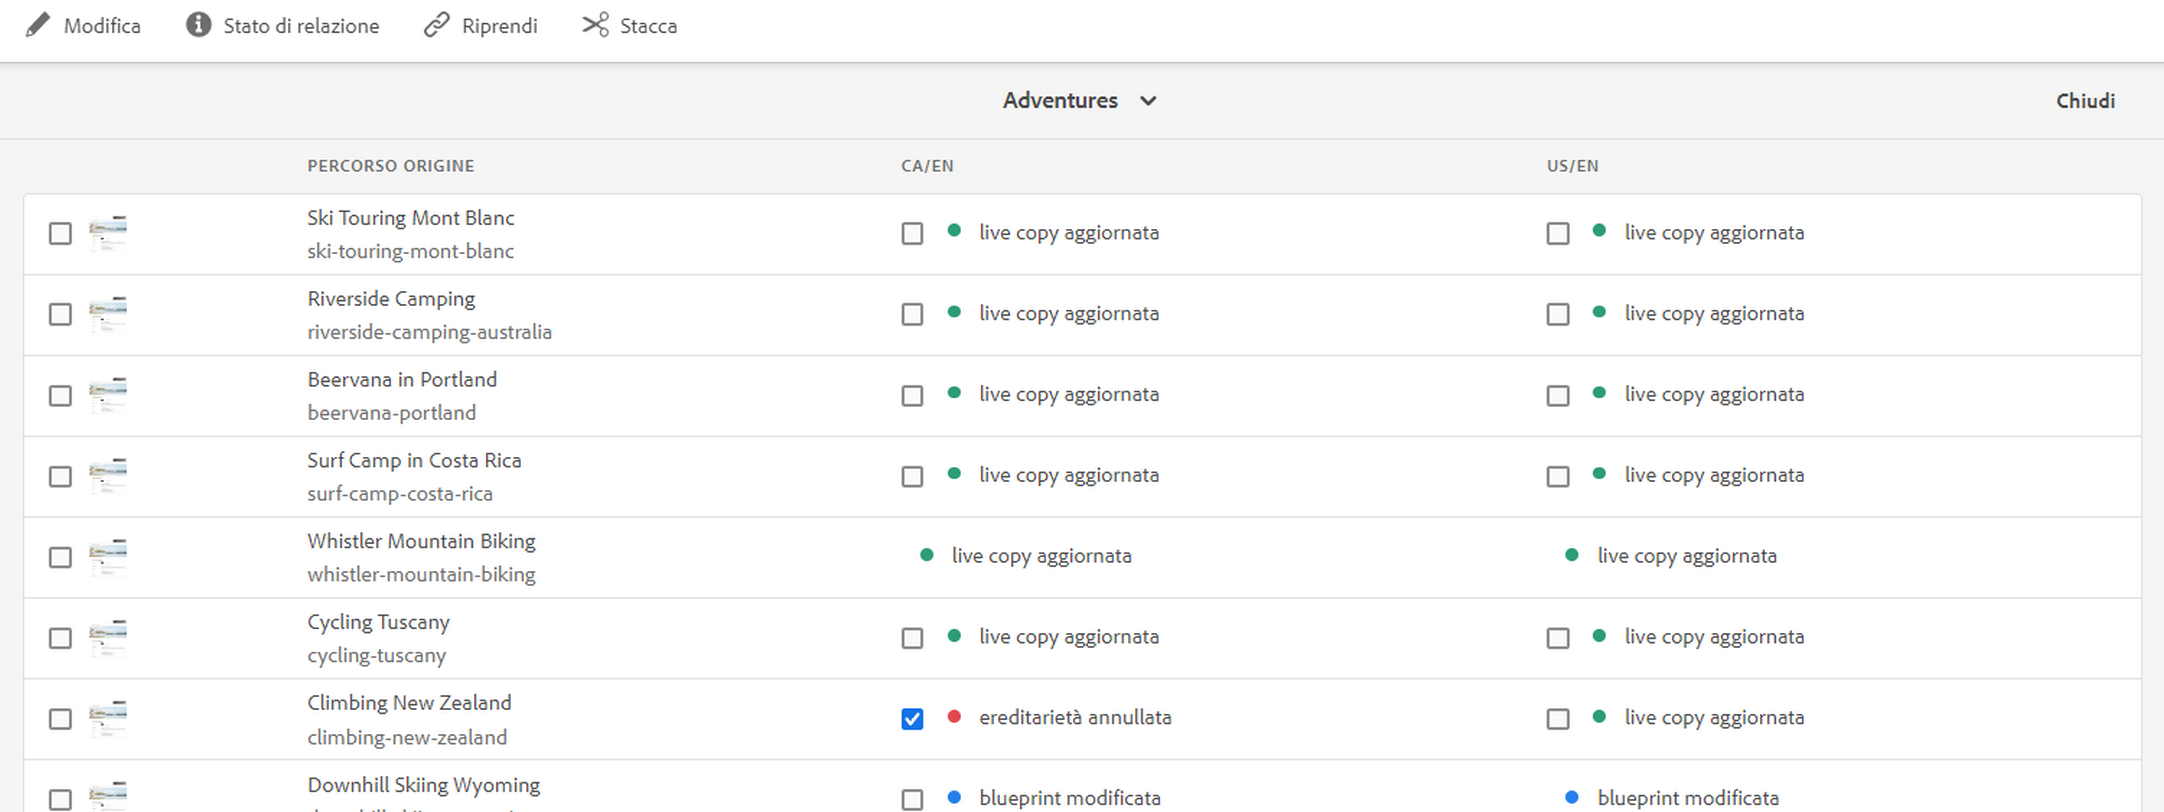 Modifica Stato di relazione Riprendi Stacca
Adventures Chiudi
PERCORSO ORIGINE CA/EN US/EN
Ski Touring Mont Blanc
ski-touring-mont-blanc
live copy aggiornata live copy aggiornata
Riverside Camping
riverside-camping-australia
live copy aggiornata live copy aggiornata
Beervana in Portland
beervana-portland
live copy aggiornata live copy aggiornata
Surf Camp in Costa Rica
surf-camp-costa-rica
live copy aggiornata live copy aggiornata
Whistler Mountain Biking
whistler-mountain-biking
live copy aggiornata live copy aggiornata
Cycling Tuscany
cycling-tuscany
live copy aggiornata live copy aggiornata
Climbing New Zealand
climbing-new-zealand
ereditarietà annullata live copy aggiornata
Downhill Skiing Wyoming
blueprint modificata blueprint modificata